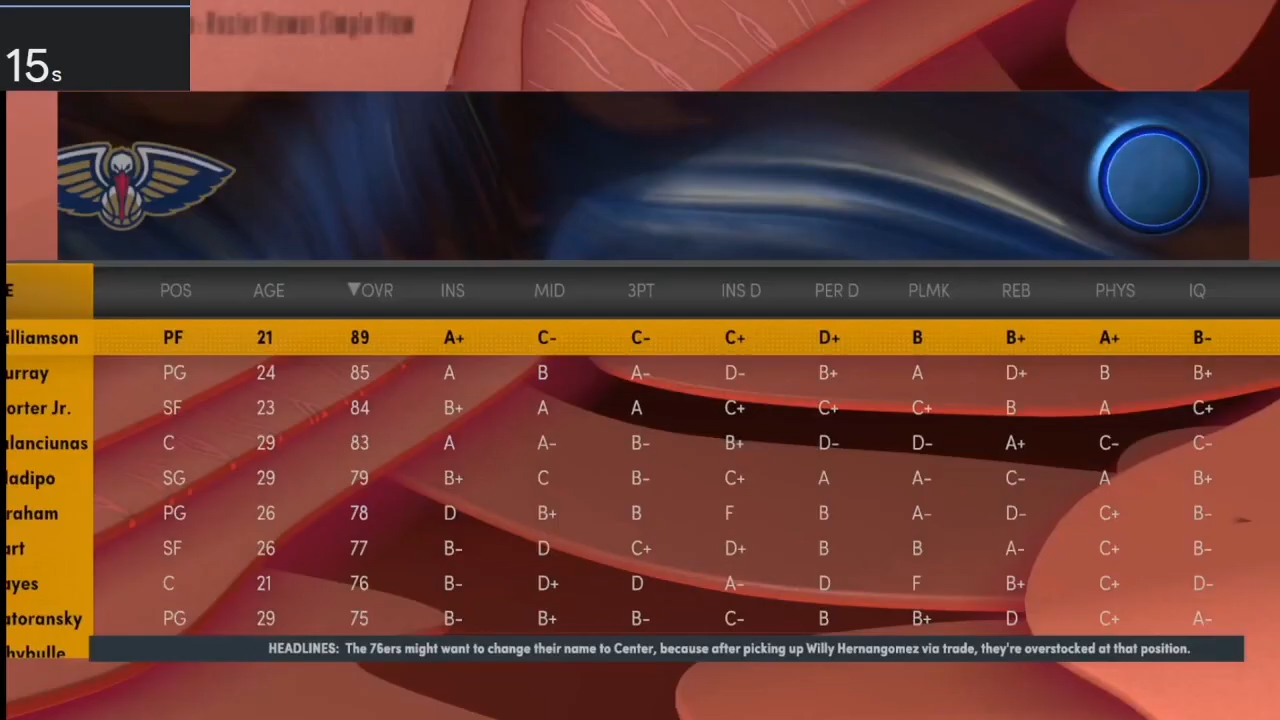 15s
E POS AGE ▼OVR INS MID 3PT INS D PER D PLMK REB PHYS IQ
illiamson PF 21 89 A+ C- C- C+ D+ B B+ A+ B-
urray PG 24 85 A B A- D- B+ A D+ B B+
orter Jr. SF 23 84 B+ A A C+ C+ C+ B A C+
alanciunas C 29 83 A A- B- B+ D- D- A+ C- C-
ladipo SG 29 79 B+ C B- C+ A A- C- A B+
raham PG 26 78 D B+ B F B A- D- C+ B-
art SF 26 77 B- D C+ D+ B B A- C+ B-
ayes C 21 76 B- D+ D A- D F B+ C+ D-
atoransky PG 29 75 B- B+ B- C- B B+ D C+ A-
hybulle
HEADLINES: The 76ers might want to change their name to Center, because after picking up Willy Hernangomez via trade, they're overstocked at that position.